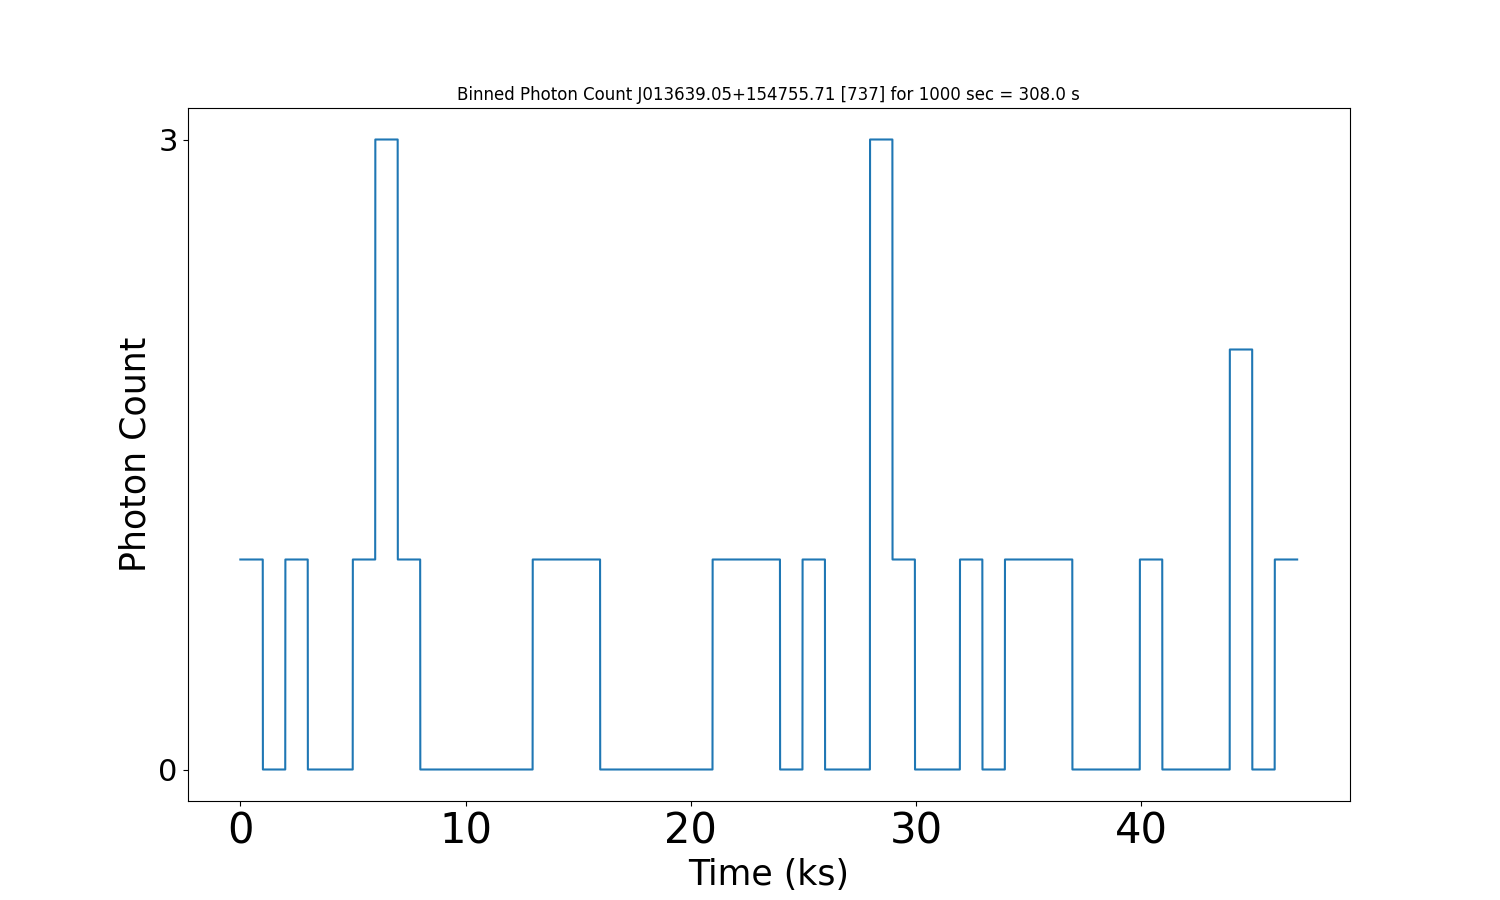 Binned Photon Count J013639.05+154755.71 [737] for 1000 sec = 308.0 s
3
0
Photon Count
0 10 20 30 40
Time (ks)